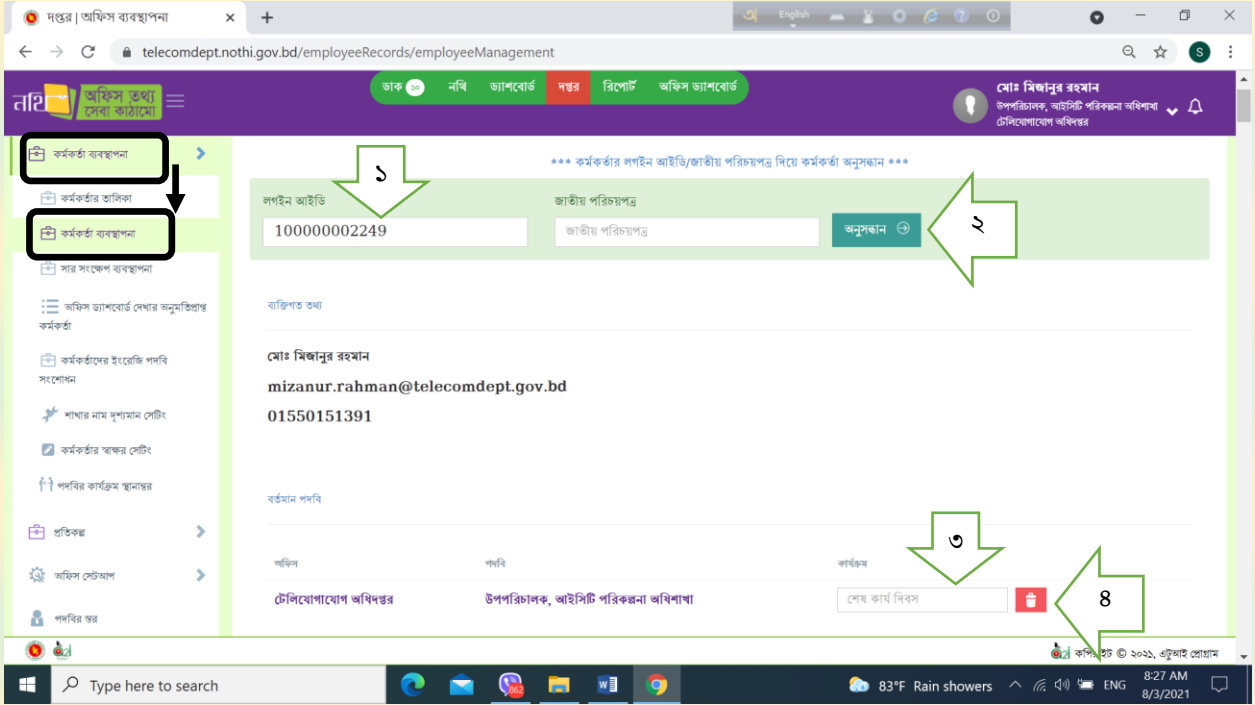 দপ্তর | অফিস ব্যবস্থাপনা
English
telecomdept.nothi.gov.bd/employeeRecords/employeeManagement
S
নথি অফিস তথ্য সেবা কাঠামো
ডাক ১০ নথি ড্যাশবোর্ড দপ্তর রিপোর্ট অফিস ড্যাশবোর্ড
মোঃ মিজানুর রহমান
উপপরিচালক, আইসিটি পরিকল্পনা অধিশাখা
টেলিযোগাযোগ অধিদপ্তর
কর্মকর্তা ব্যবস্থাপনা
কর্মকর্তার তালিকা
কর্মকর্তা ব্যবস্থাপনা
সার সংক্ষেপ ব্যবস্থাপনা
অফিস ড্যাশবোর্ড দেখার অনুমতিপ্রাপ্ত
কর্মকর্তা
কর্মকর্তাদের ইংরেজি পদবি
সংশোধন
শাখার নাম দৃশ্যমান সেটিং
কর্মকর্তার স্বাক্ষর সেটিং
পদবির কার্যক্রম স্থানান্তর
প্রতিকল্প
অফিস সেটআপ
পদবির স্তর
*** কর্মকর্তার লগইন আইডি/জাতীয় পরিচয়পত্র দিয়ে কর্মকর্তা অনুসন্ধান ***
১
লগইন আইডি জাতীয় পরিচয়পত্র
100000002249 জাতীয় পরিচয়পত্র অনুসন্ধান ২
ব্যক্তিগত তথ্য
মোঃ মিজানুর রহমান
mizanur.rahman@telecomdept.gov.bd
01550151391
বর্তমান পদবি
৩
অফিস পদবি কার্যক্রম
টেলিযোগাযোগ অধিদপ্তর উপপরিচালক, আইসিটি পরিকল্পনা অধিশাখা শেষ কার্য দিবস ৪
a2i
a2i কপিরাইট © ২০২১, এটুআই প্রোগ্রাম
Type here to search 862 83°F Rain showers ENG 8:27 AM
8/3/2021